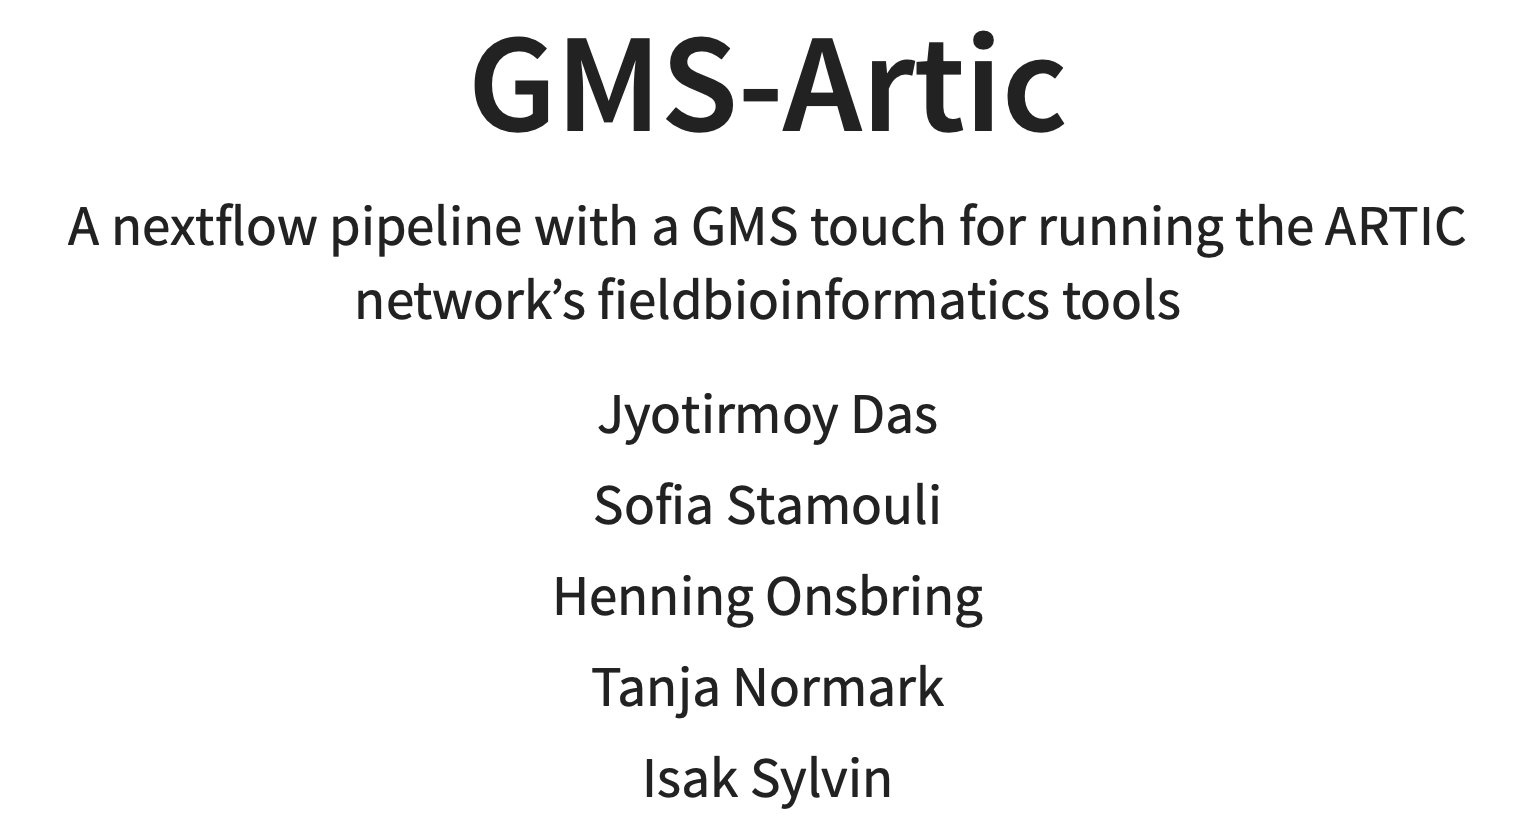 GMS-Artic
A nextflow pipeline with a GMS touch for running the ARTIC
network’s fieldbioinformatics tools
Jyotirmoy Das
Sofia Stamouli
Henning Onsbring
Tanja Normark
Isak Sylvin